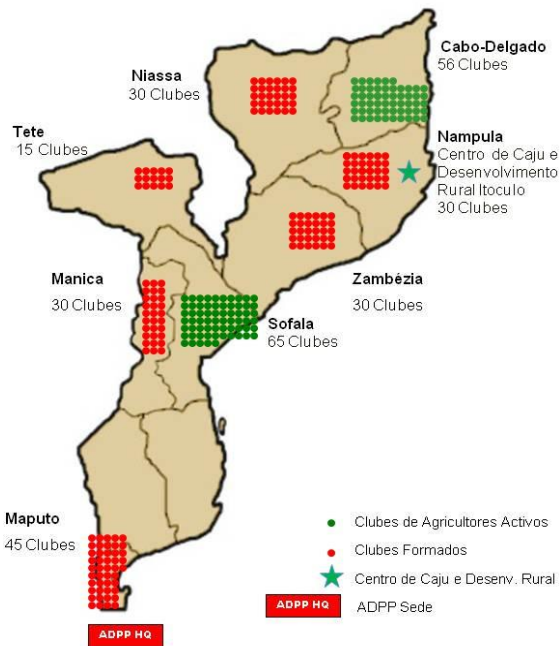 Cabo-Delgado
56 Clubes
Niassa
30 Clubes
Tete
15 Clubes
Nampula
Centro de Caju e
Desenvolvimento
Rural Itoculo
30 Clubes
Manica
30 Clubes
Zambézia
30 Clubes
Sofala
65 Clubes
Maputo
45 Clubes
Clubes de Agricultores Activos
Clubes Formados
Centro de Caju e Desenv. Rural
ADPP HQ
ADPP Sede
ADPP HQ